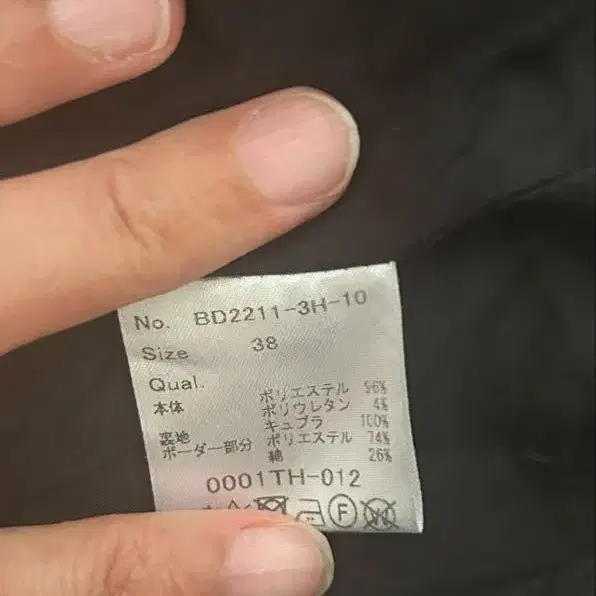 No. BD2211-3H-10
Size 38
Qual.
本体 ポリエステル 96%
ポリウレタン 4%
裏地 キュプラ 100%
ボーダー部分 ポリエステル 74%
綿 26%
0001TH-012
F W